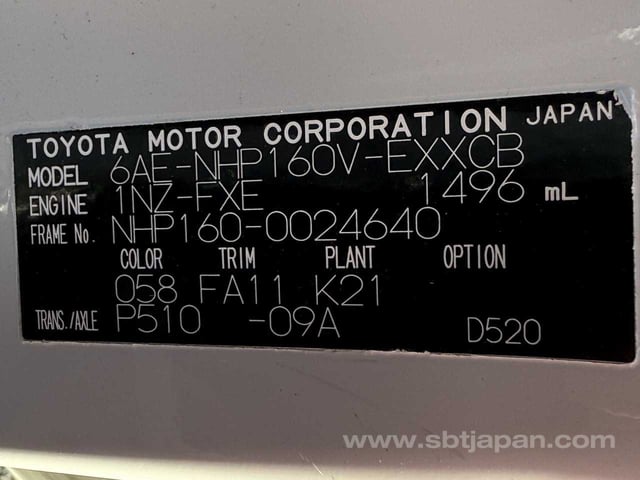 TOYOTA MOTOR CORPORATION JAPAN
MODEL 6AE-NHP160V-EXXCB
ENGINE 1NZ-FXE 1496 mL
FRAME No. NHP160-0024640
COLOR TRIM PLANT OPTION
058 FA11 K21
TRANS./AXLE P510 -09A D520
www.sbtjapan.com